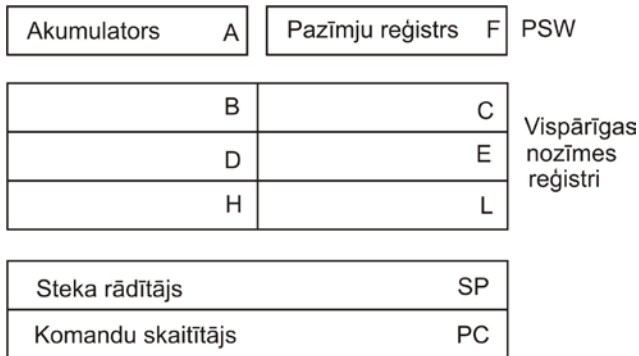 Akumulators A Pazīmju reģistrs F PSW
B C
D E
H L
Vispārīgas
nozīmes
reģistri
Steka rādītājs SP
Komandu skaitītājs PC